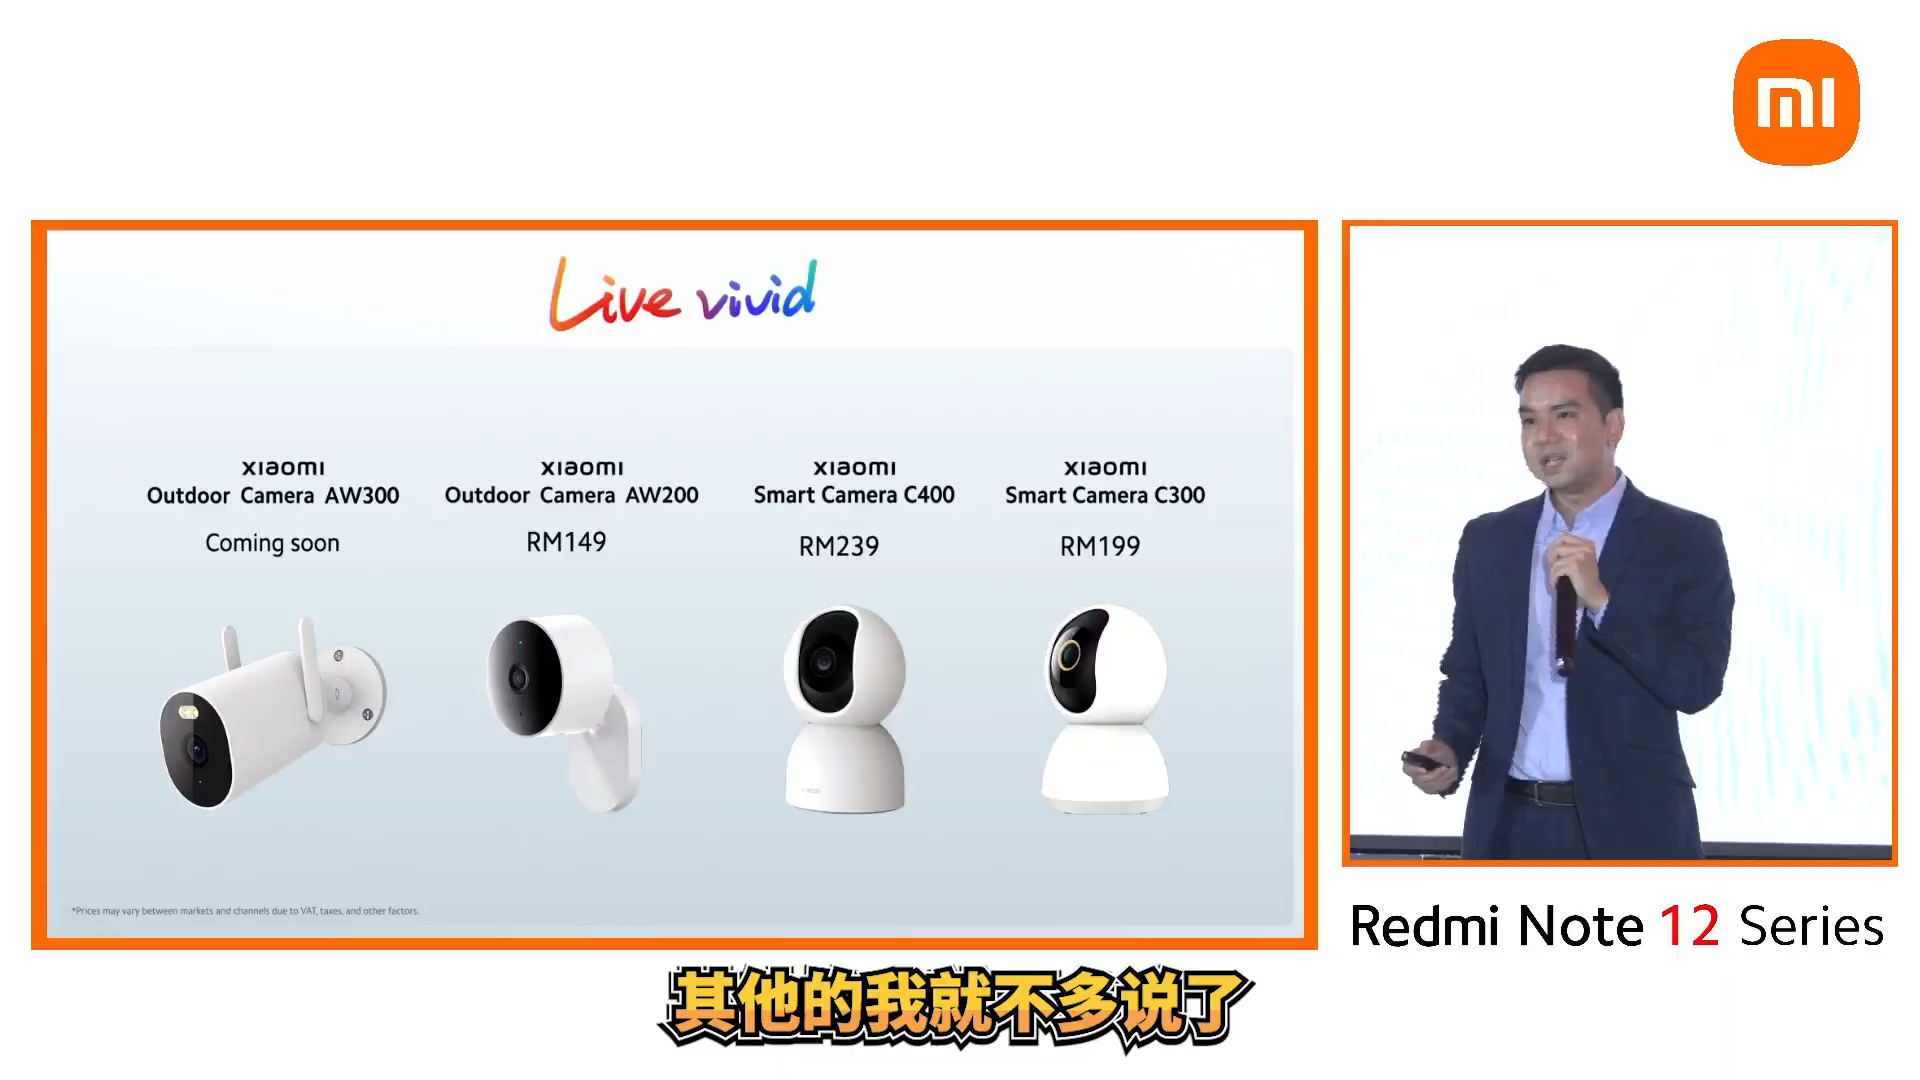 mi
Live vivid
xiaomi
Outdoor Camera AW300
Coming soon
xiaomi
Outdoor Camera AW200
RM149
xiaomi
Smart Camera C400
RM239
xiaomi
Smart Camera C300
RM199
*Prices may vary between markets and channels due to VAT, taxes, and other factors.
Redmi Note 12 Series
其他的我就不多说了